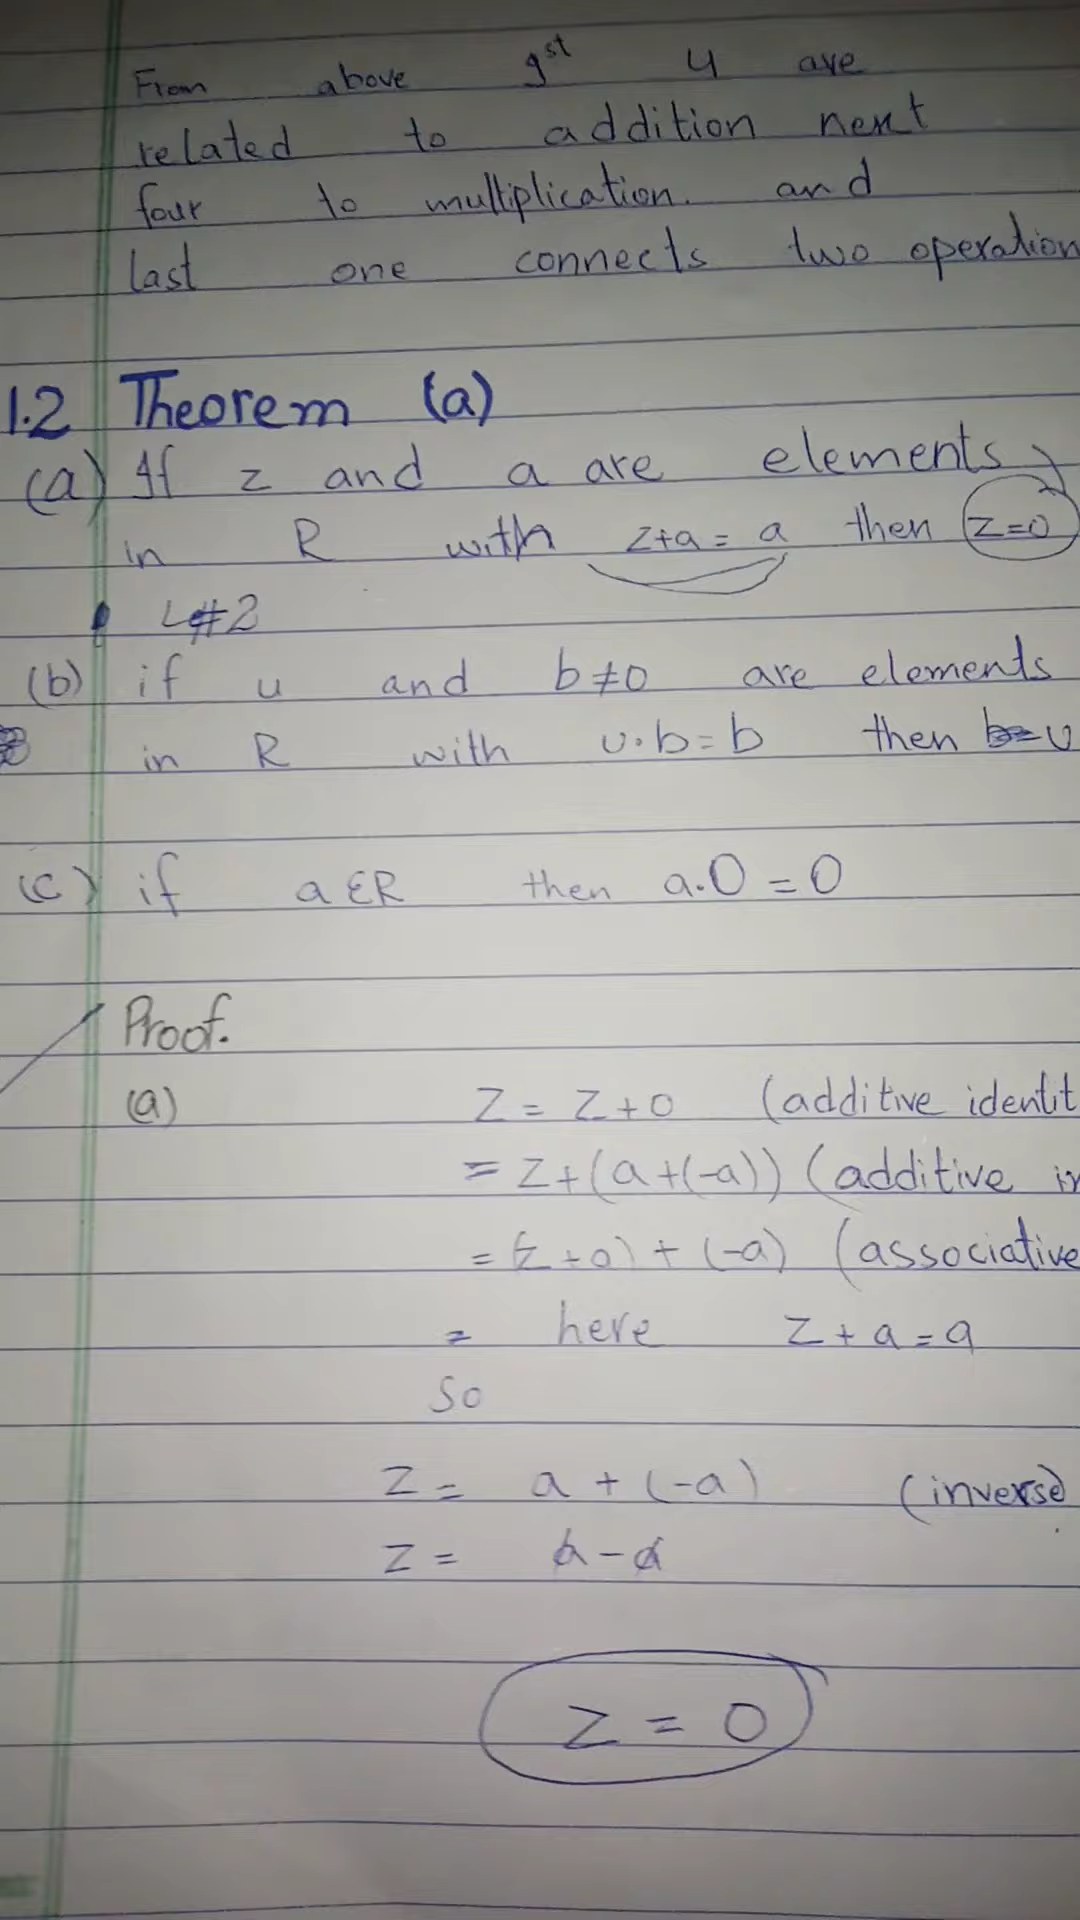 From above 1st 4 are
related to addition next
four to multiplication. and
last one connects two operation
1.2 Theorem (a)
(a) If z and a are elements
in R with z+a = a then z=0
L#2
(b) if u and b≠0 are elements
in R with u.b=b then u
(c) if a ∈R then a.0 = 0
Proof.
(a) z = z+0 (additive identit
= z+(a+(-a)) (additive in
= (z+a)+(-a) (associative
= here z+a=a
so
z = a+(-a) (inverse)
z = a-a
z = 0